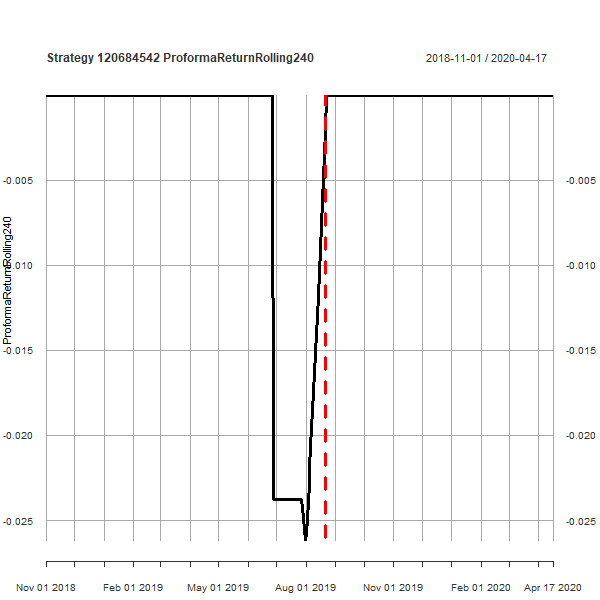 Strategy 120684542 ProformaReturnRolling240
2018-11-01 / 2020-04-17
ProformaReturnRolling240
-0.005 -0.005
-0.010 -0.010
-0.015 -0.015
-0.020 -0.020
-0.025 -0.025
Nov 01 2018 Feb 01 2019 May 01 2019 Aug 01 2019 Nov 01 2019 Feb 01 2020 Apr 17 2020